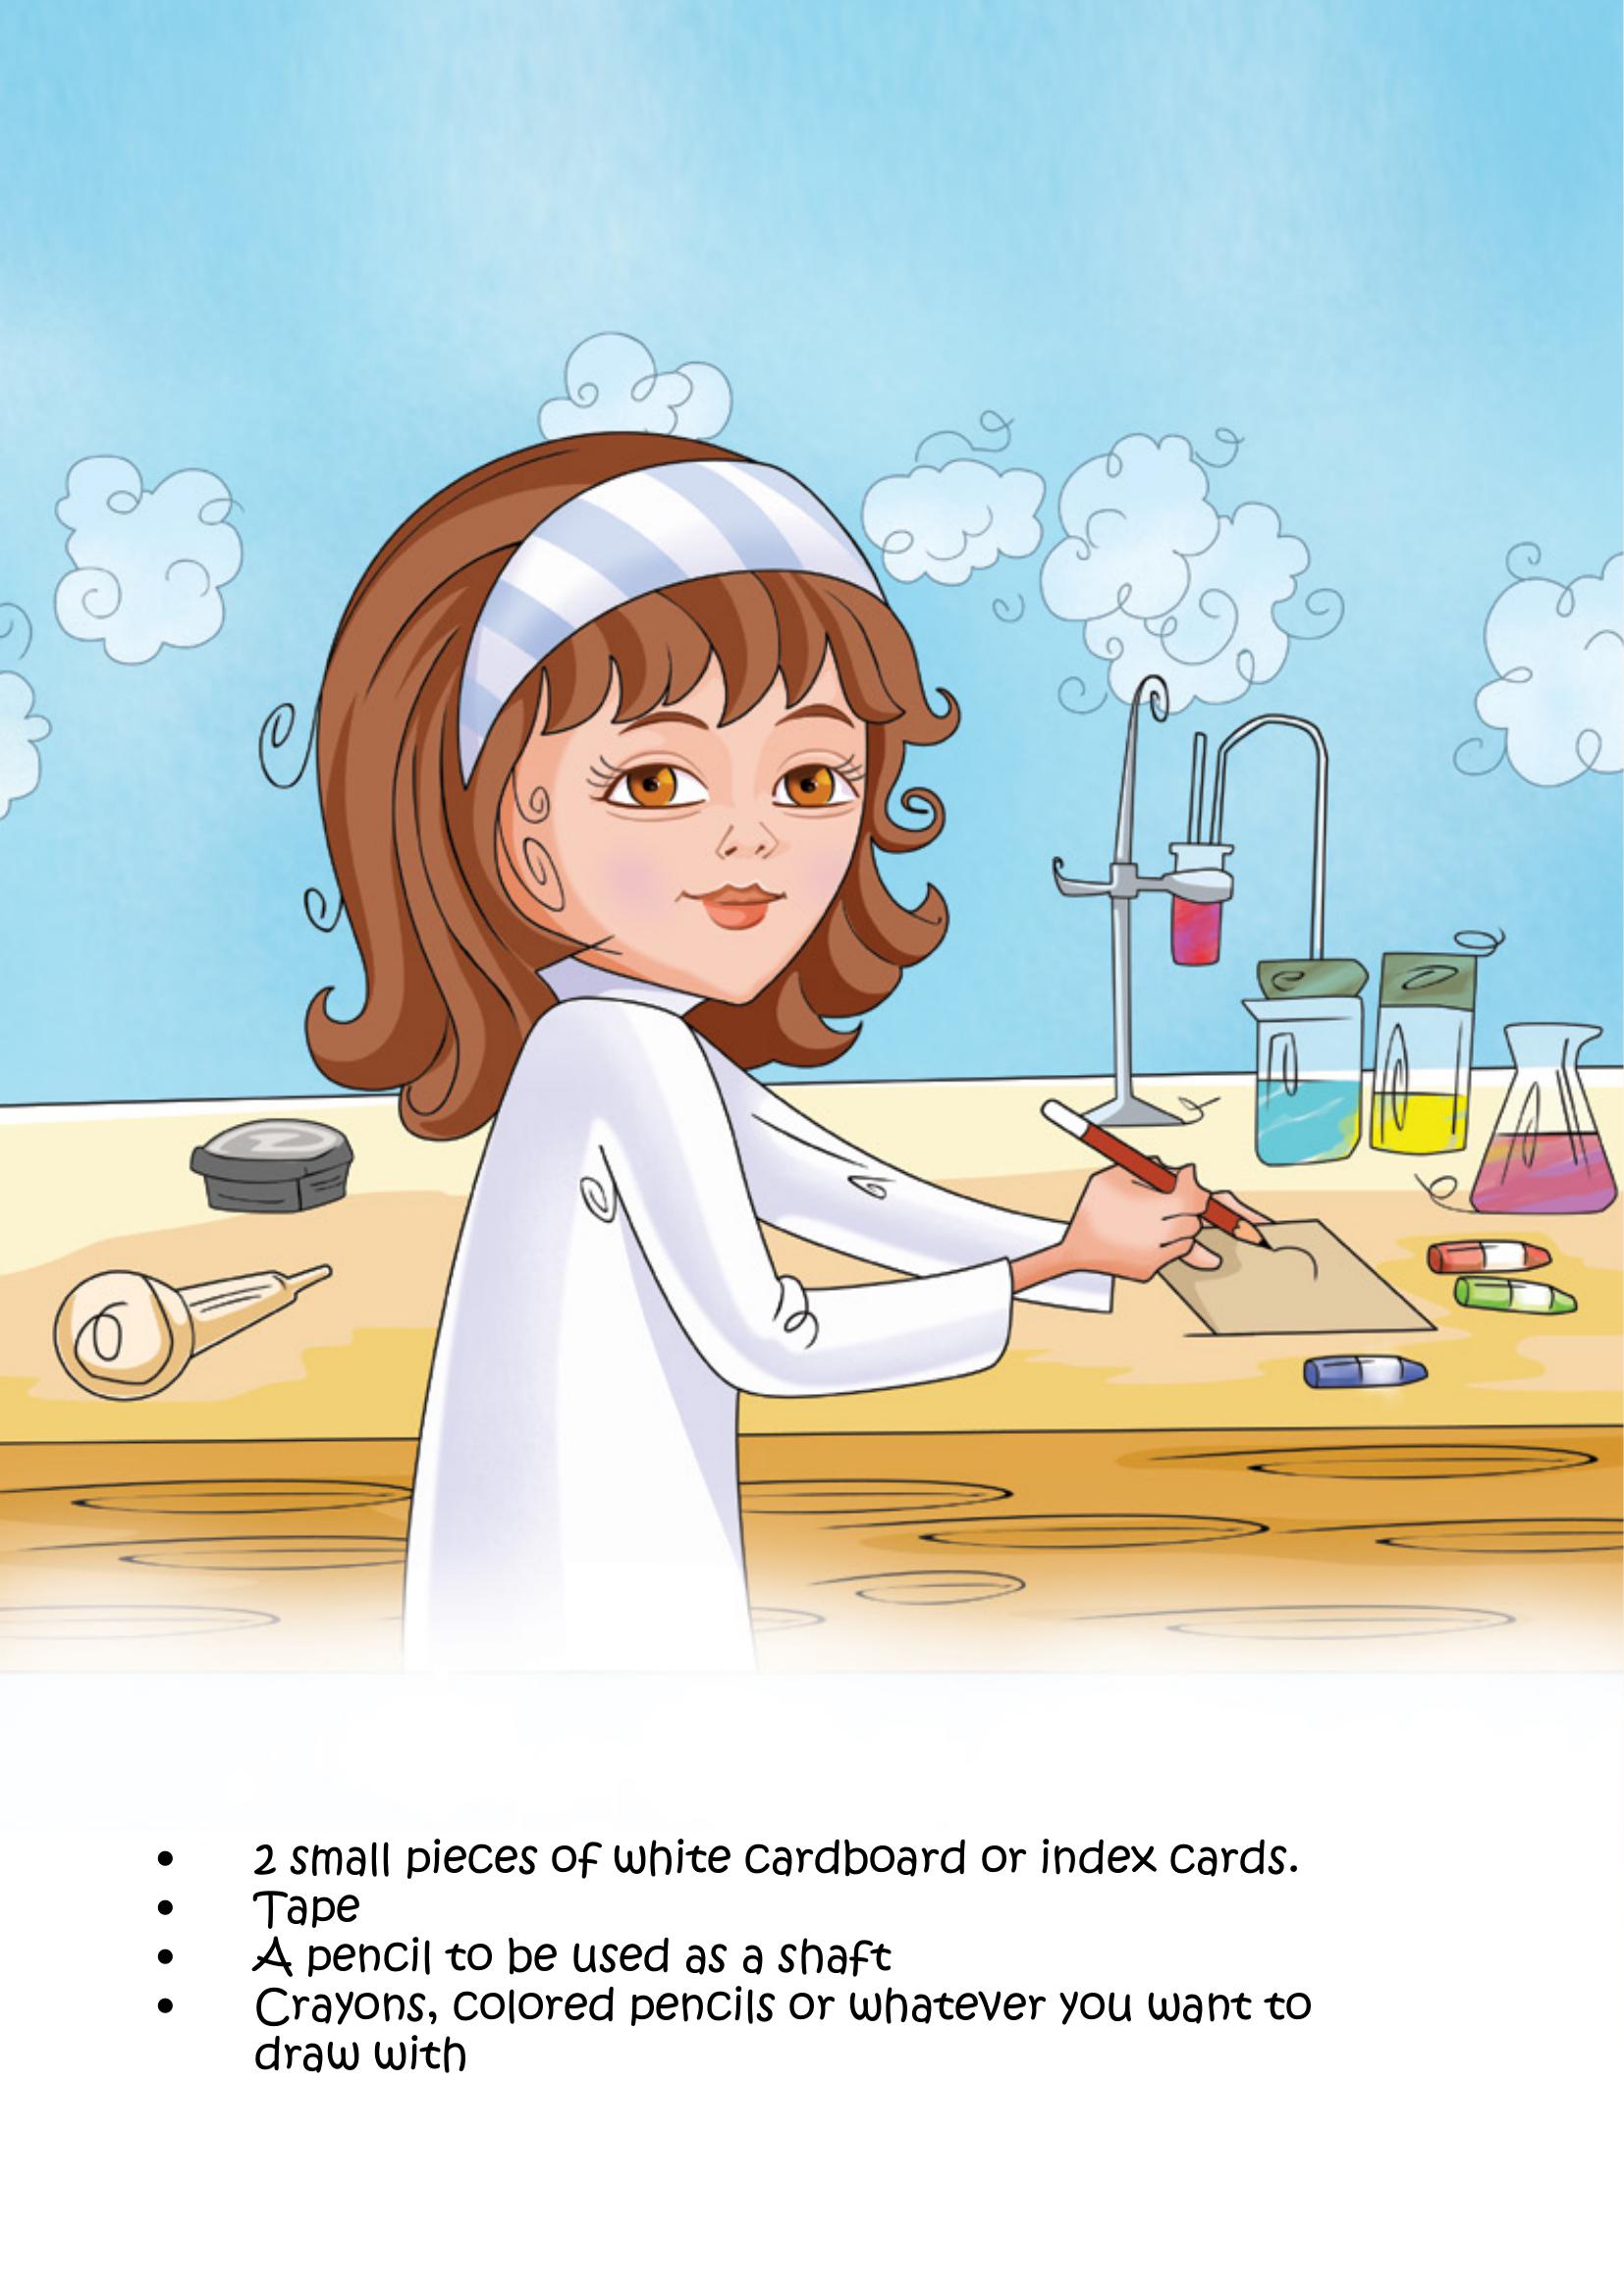 • 2 small pieces of white cardboard or index cards.
• Tape
• A pencil to be used as a shaft
• Crayons, colored pencils or whatever you want to
draw with